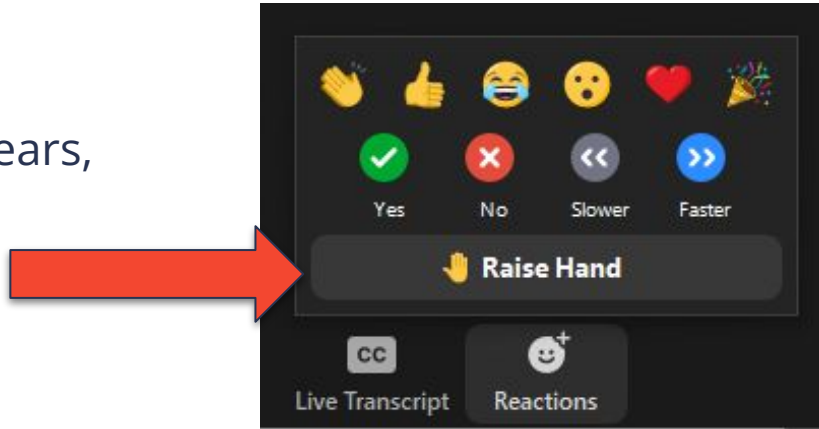 ears,
Yes No Slower Faster
Raise Hand
CC
Live Transcript Reactions